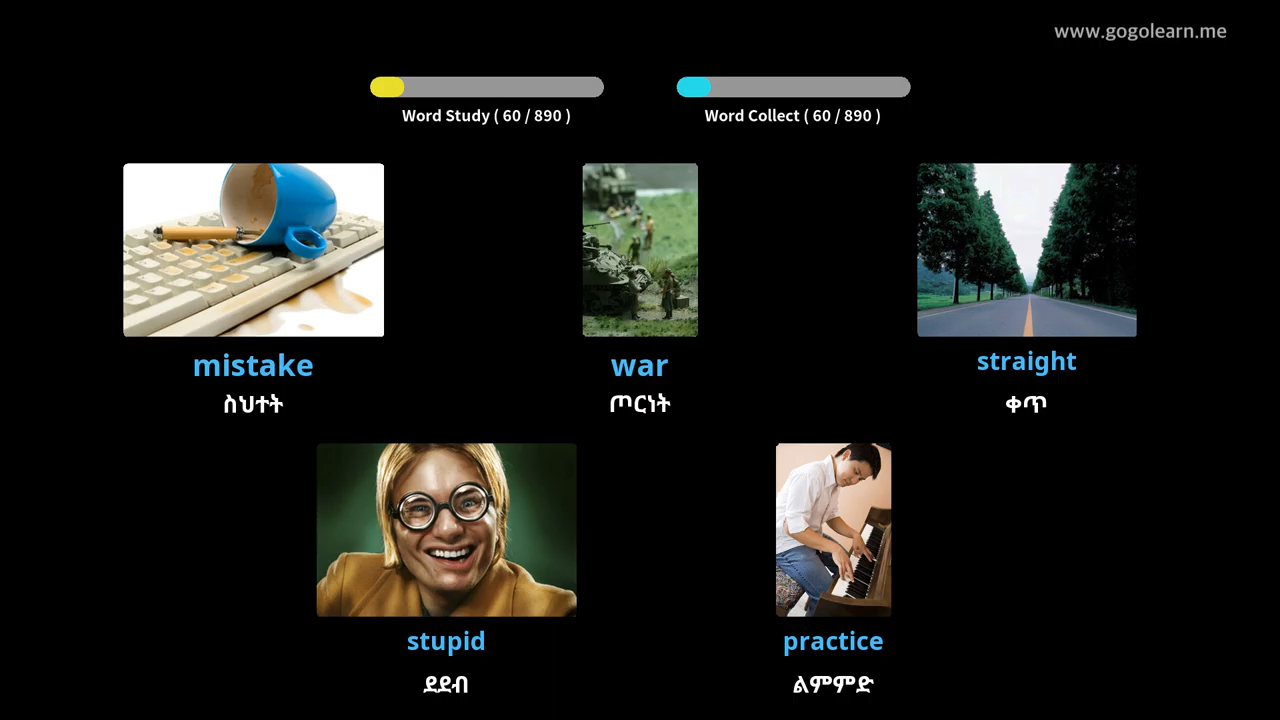 www.gogolearn.me
Word Study ( 60 / 890 )
Word Collect ( 60 / 890 )
mistake
ስህተት
war
ጦርነት
straight
ቀጥ
stupid
ደደብ
practice
ልምምድ